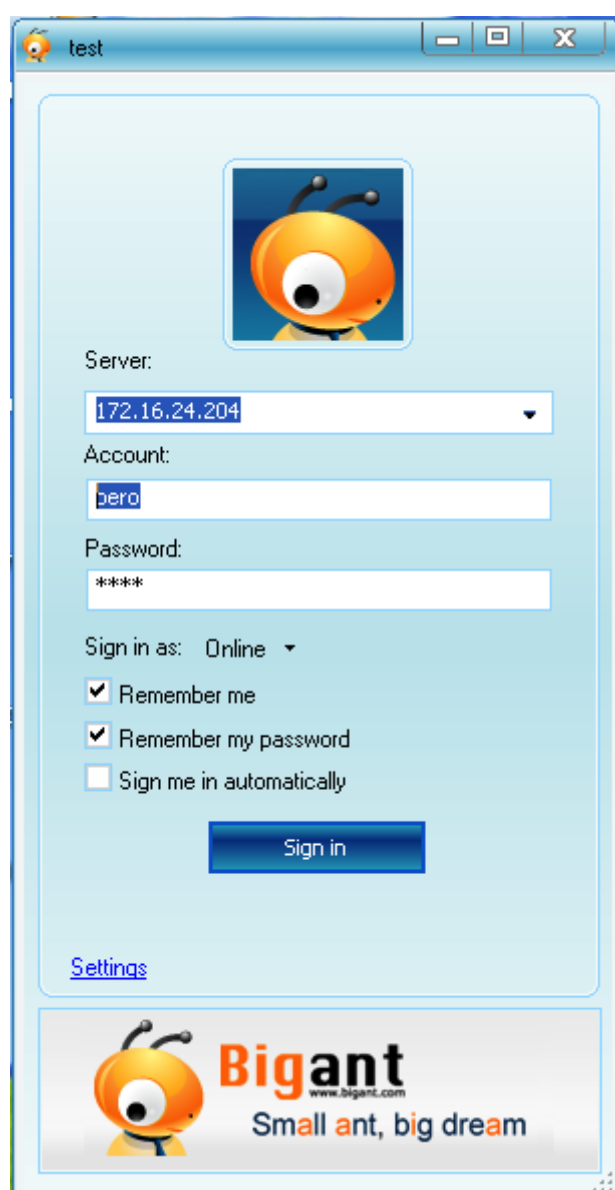 test
Server:
172.16.24.204
Account:
bero
Password:
****
Sign in as: Online
Remember me
Remember my password
Sign me in automatically
Sign in
Settings
Bigant
www.bigant.com
Small ant, big dream